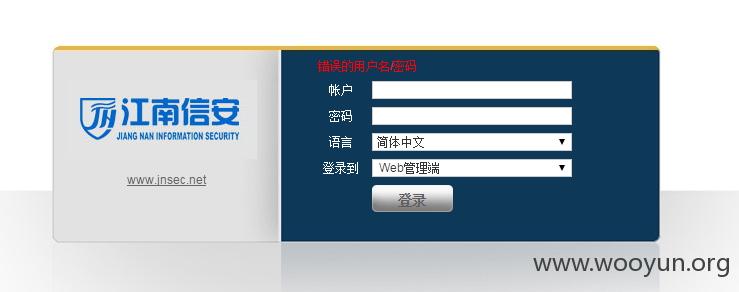 错误的用户名/密码
江南信安
JIANG NAN INFORMATION SECURITY
www.jnsec.net
帐户
密码
语言 简体中文
登录到 Web管理端
登录
www.wooyun.org